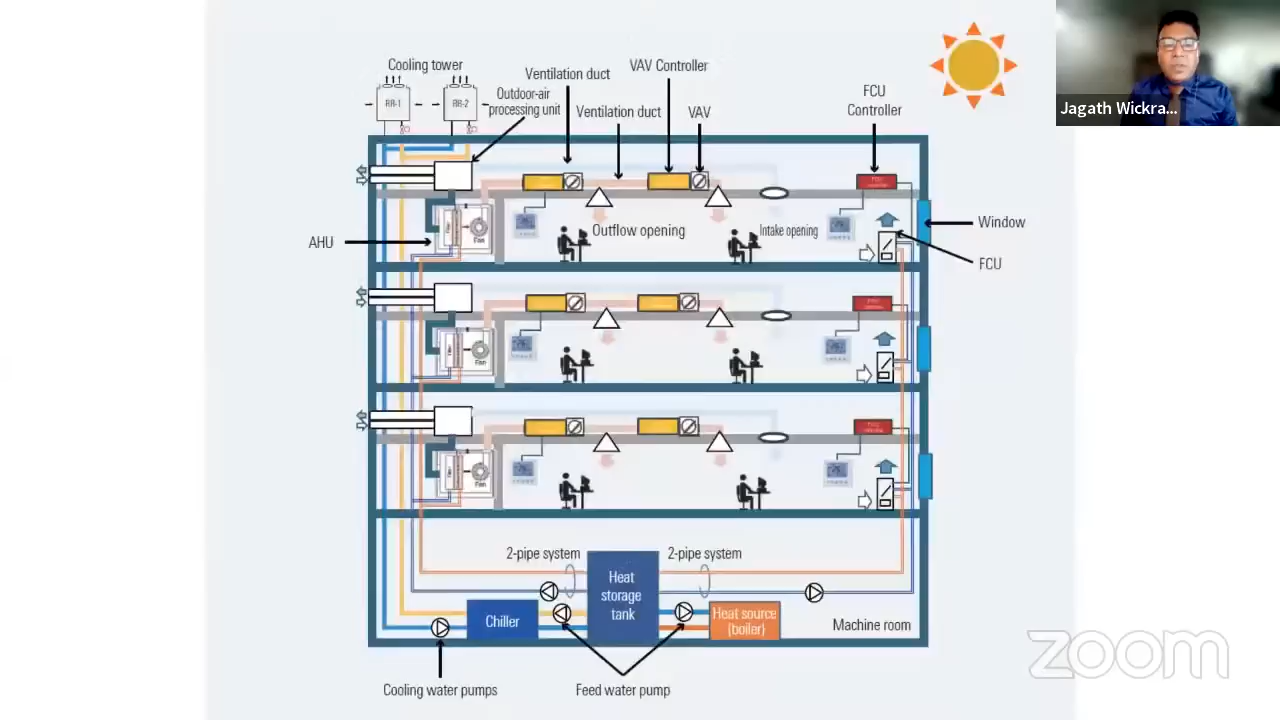 Jagath Wickra...
Cooling tower
RR-1
RR-2
Outdoor-air
processing unit
Ventilation duct
Ventilation duct
VAV Controller
VAV
FCU
Controller
AHU
Fan
Outflow opening
Intake opening
Window
FCU
Fan
Fan
2-pipe system
2-pipe system
Heat
storage
tank
Chiller
Heat source
(boiler)
Machine room
Cooling water pumps
Feed water pump
zoom